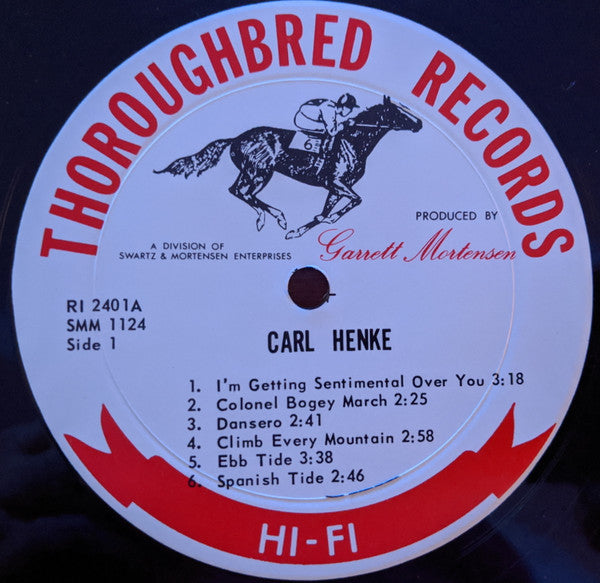 THOROUGHBRED RECORDS
6
PRODUCED BY
Garrett Mortensen
A DIVISION OF
SWARTZ & MORTENSEN ENTERPRISES
RI 2401A
SMM 1124
Side 1
CARL HENKE
1. I'm Getting Sentimental Over You 3:18
2. Colonel Bogey March 2:25
3. Dansero 2:41
4. Climb Every Mountain 2:58
5. Ebb Tide 3:38
6. Spanish Tide 2:46
HI-FI